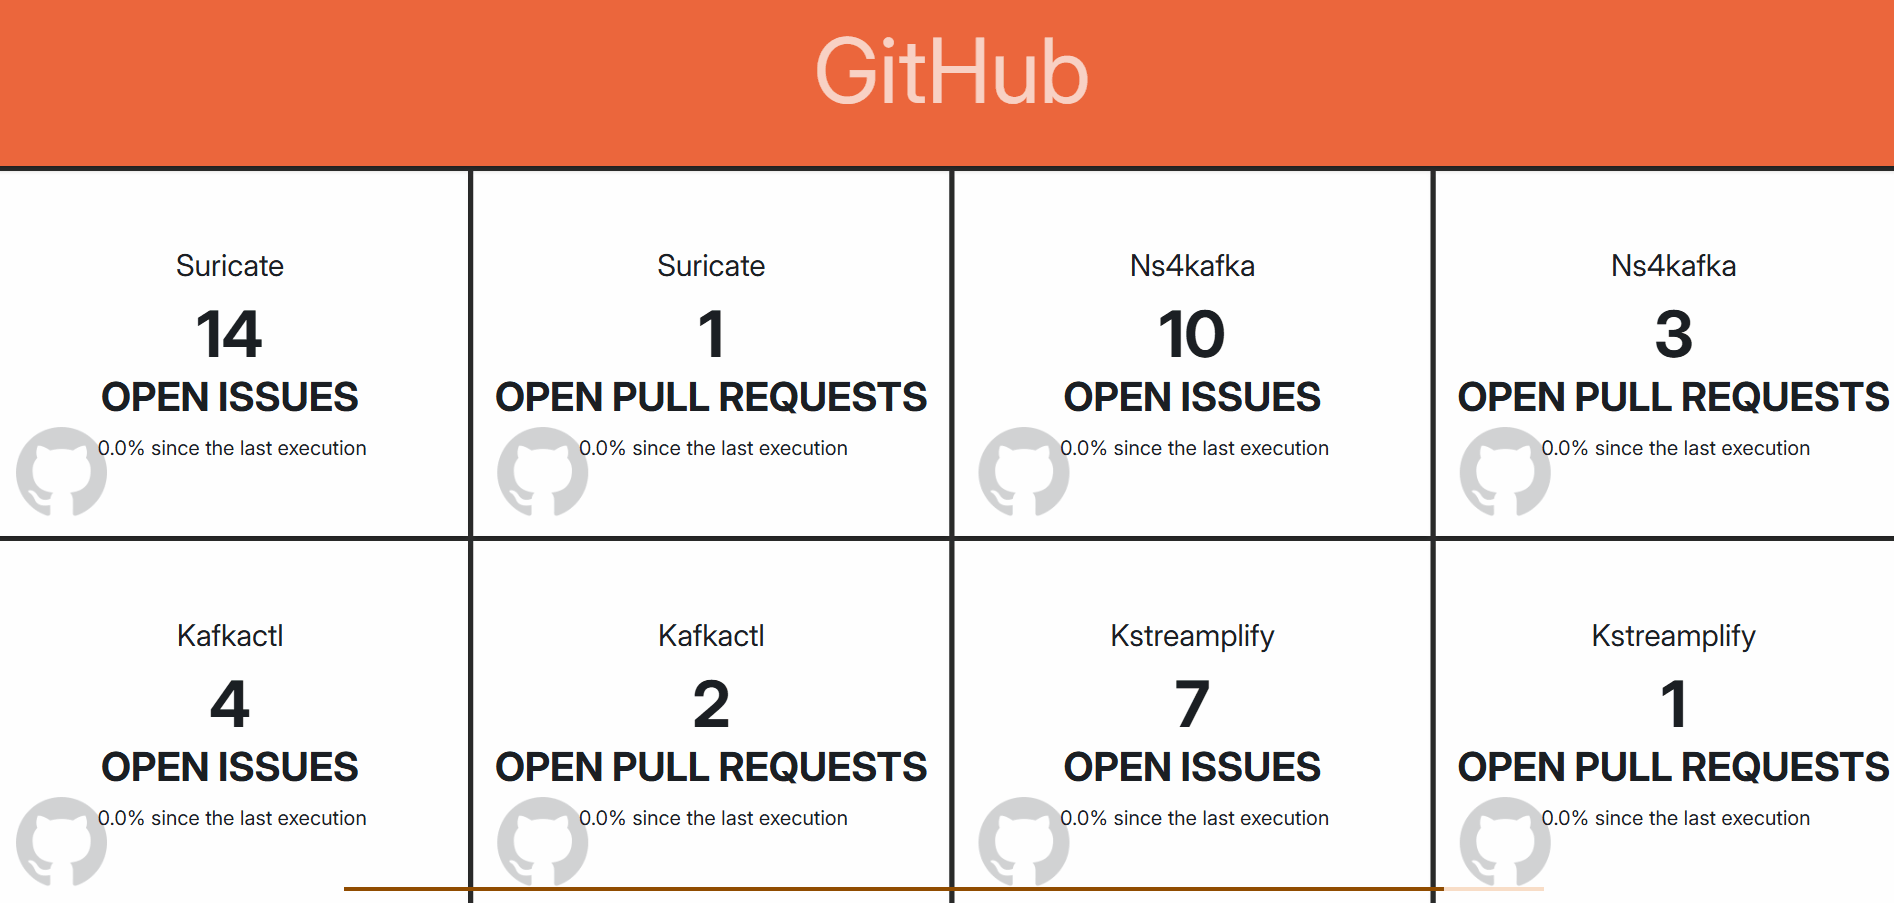 GitHub
Suricate
14
OPEN ISSUES
0.0% since the last execution
Suricate
1
OPEN PULL REQUESTS
0.0% since the last execution
Ns4kafka
10
OPEN ISSUES
0.0% since the last execution
Ns4kafka
3
OPEN PULL REQUESTS
0.0% since the last execution
Kafkactl
4
OPEN ISSUES
0.0% since the last execution
Kafkactl
2
OPEN PULL REQUESTS
0.0% since the last execution
Kstreamplify
7
OPEN ISSUES
0.0% since the last execution
Kstreamplify
1
OPEN PULL REQUESTS
0.0% since the last execution